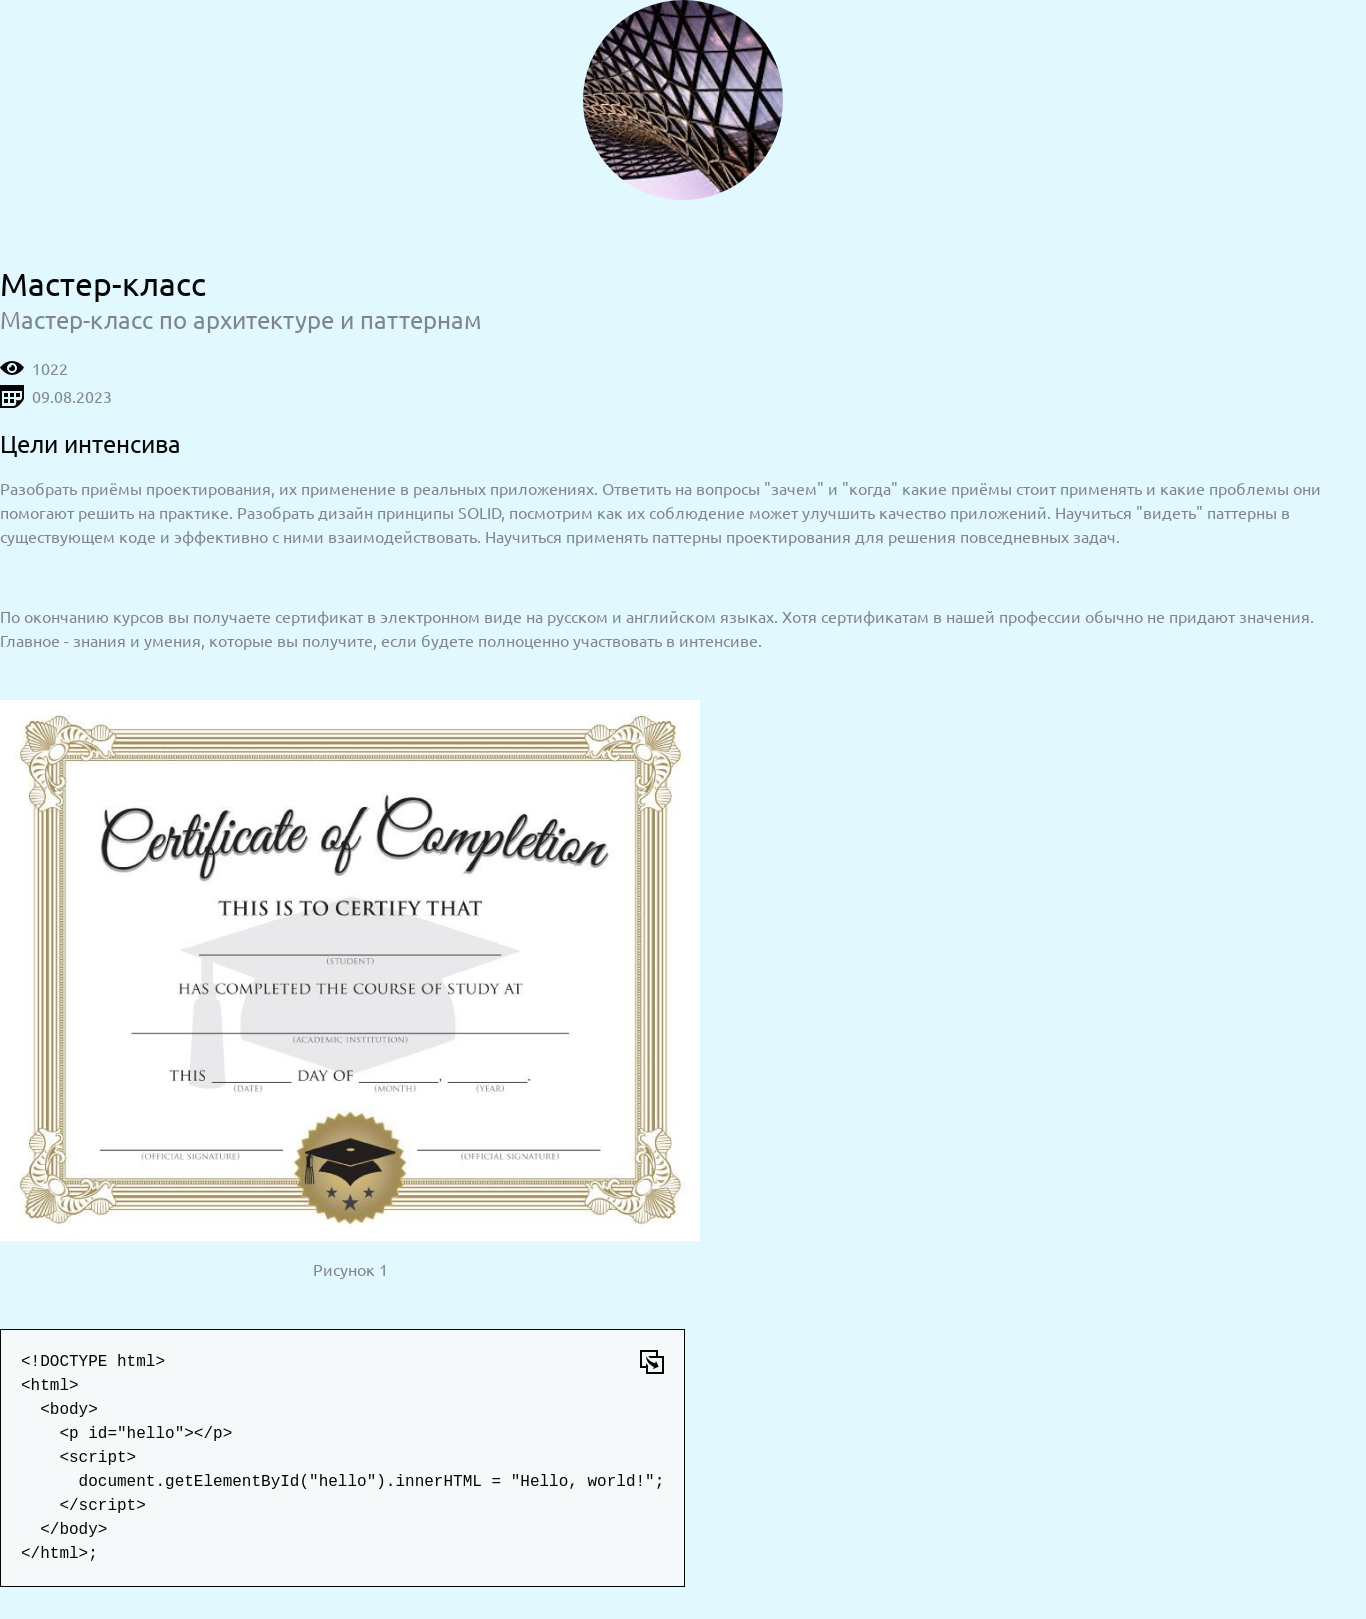 Мастер-класс
Мастер-класс по архитектуре и паттернам
1022
09.08.2023
Цели интенсива
Разобрать приёмы проектирования, их применение в реальных приложениях. Ответить на вопросы "зачем" и "когда" какие приёмы стоит применять и какие проблемы они
помогают решить на практике. Разобрать дизайн принципы SOLID, посмотрим как их соблюдение может улучшить качество приложений. Научиться "видеть" паттерны в
существующем коде и эффективно с ними взаимодействовать. Научиться применять паттерны проектирования для решения повседневных задач.
По окончанию курсов вы получаете сертификат в электронном виде на русском и английском языках. Хотя сертификатам в нашей профессии обычно не придают значения.
Главное - знания и умения, которые вы получите, если будете полноценно участвовать в интенсиве.
Certificate of Completion
THIS IS TO CERTIFY THAT
(STUDENT)
HAS COMPLETED THE COURSE OF STUDY AT
(ACADEMIC INSTITUTION)
THIS __________ DAY OF __________, __________.
(DATE) (MONTH) (YEAR)
(OFFICIAL SIGNATURE) (OFFICIAL SIGNATURE)
Рисунок 1
<!DOCTYPE html>
<html>
  <body>
    <p id="hello"></p>
    <script>
      document.getElementById("hello").innerHTML = "Hello, world!";
    </script>
  </body>
</html>;